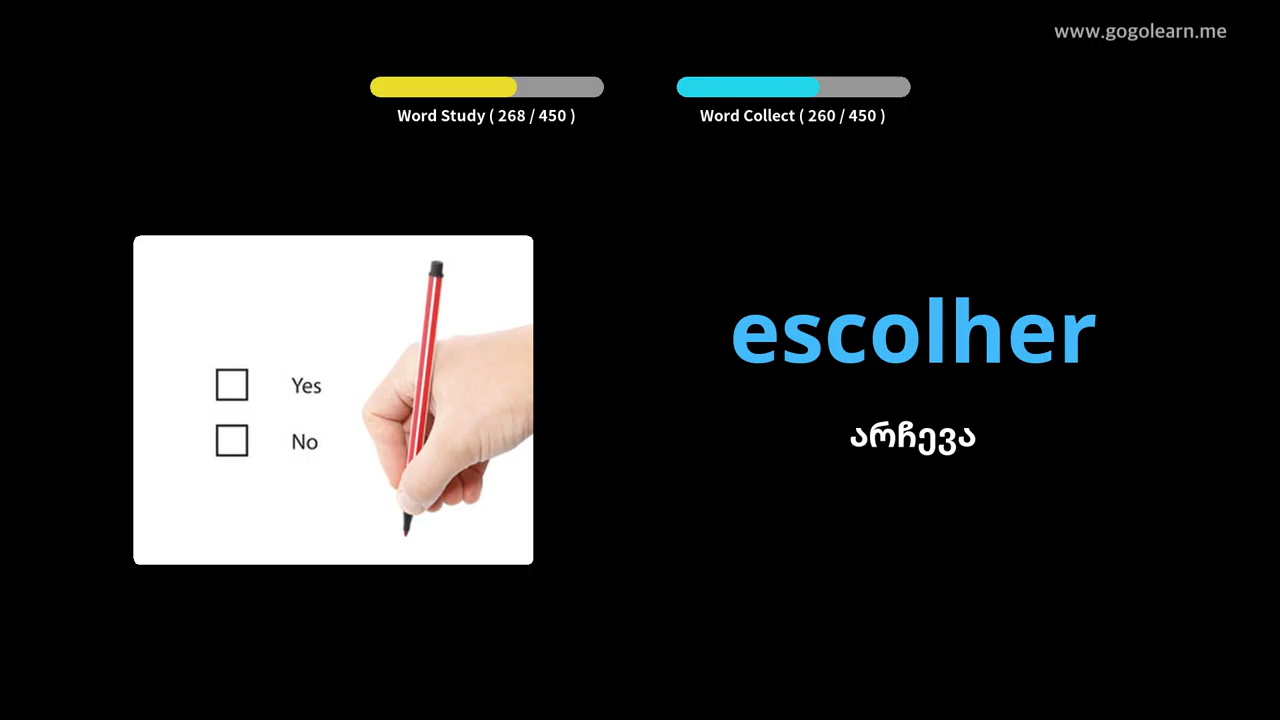 www.gogolearn.me
Word Study ( 268 / 450 )
Word Collect ( 260 / 450 )
Yes
No
escolher
არჩევა